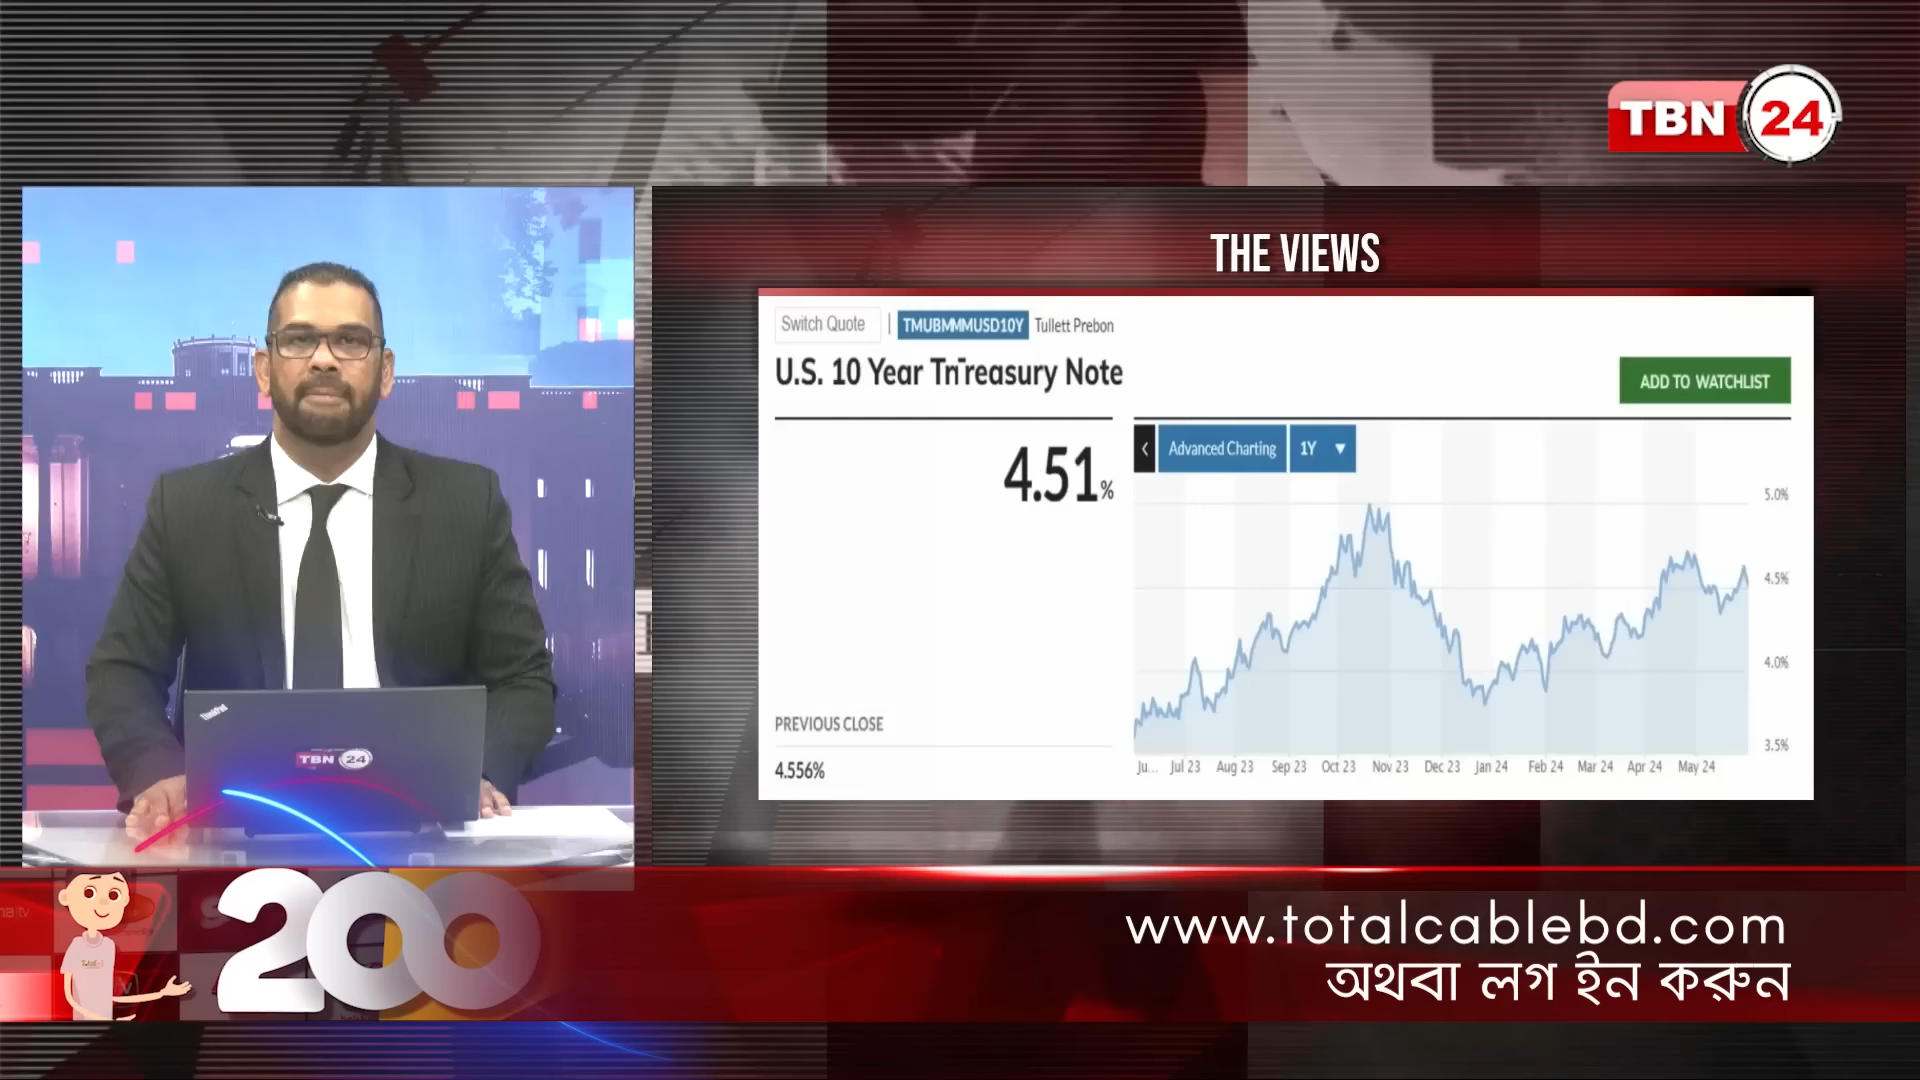 TBN 24
THE VIEWS
Switch Quote | TMUBMMMUSD10Y Tullett Prebon
U.S. 10 Year TriTreasury Note
ADD TO WATCHLIST
4.51%
Advanced Charting 1Y
5.0%
4.5%
4.0%
3.5%
Ju... Jul 23 Aug 23 Sep 23 Oct 23 Nov 23 Dec 23 Jan 24 Feb 24 Mar 24 Apr 24 May 24
PREVIOUS CLOSE
4.556%
ThinkPad
TBN 24
200
www.totalcablebd.com
অথবা লগ ইন করুন